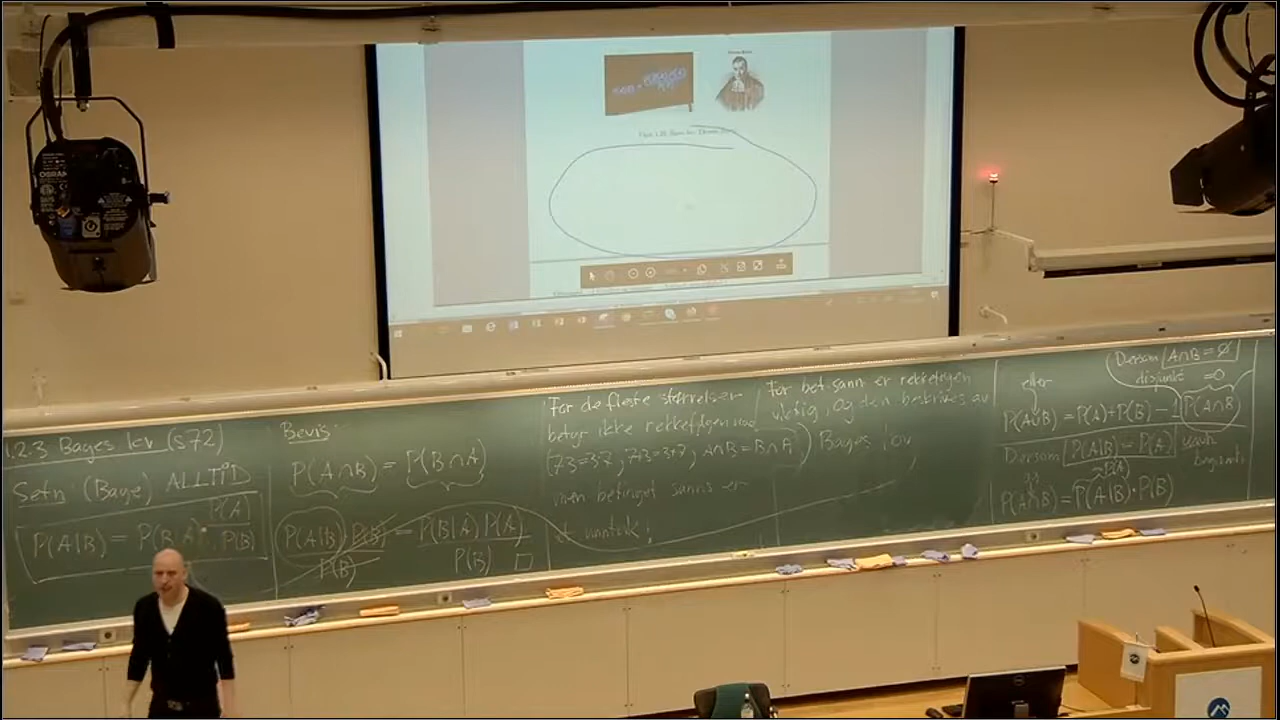 OSRAM
1.2.3 Bayes lov (s72)
Setn (Baye) ALLTID
P(A|B) = P(B|A) · P(A)/P(B)
Bevis:
P(A∩B) = P(B∩A)
P(A|B) P(B) / P(B) = P(B|A) P(A) / P(B) □
For de fleste størrelser
betyr ikke rekkefølgen noe
(7·3=3·7, 7+3=3+7, A∩B=B∩A)
men betinget sanns er
et unntak!
For bet. sann er rekkefølgen
viktig, og den beskrives av
Bayes lov
Dersom A∩B = ∅
disjunkt =0
eller
P(A∪B) = P(A)+P(B) - P(A∩B)
Dersom P(A|B) = P(A)
P(A∩B) = P(A|B)·P(B)
DELL